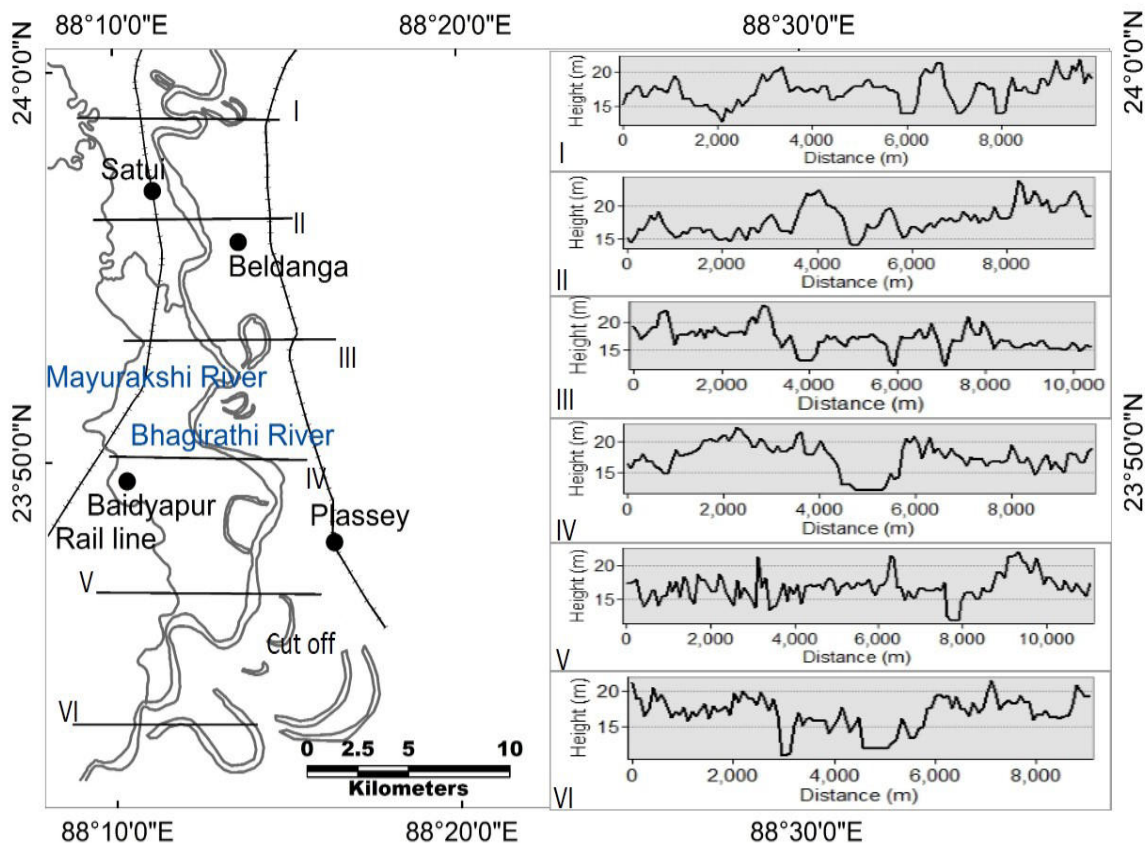 88°10'0"E 88°20'0"E 88°30'0"E
24°0'0"N
23°50'0"N
I
Satui
II
Beldanga
III
Mayurakshi River
Bhagirathi River
IV
Baidyapur
Plassey
Rail line
V
Cut off
VI
0 2.5 5 10
Kilometers
88°10'0"E 88°20'0"E 88°30'0"E
24°0'0"N
23°50'0"N
Height (m)
20
15
0 2,000 4,000 6,000 8,000
Distance (m)
I
Height (m)
20
15
0 2,000 4,000 6,000 8,000
Distance (m)
II
Height (m)
20
15
0 2,000 4,000 6,000 8,000 10,000
Distance (m)
III
Height (m)
20
15
0 2,000 4,000 6,000 8,000
Distance (m)
IV
Height (m)
20
15
0 2,000 4,000 6,000 8,000 10,000
Distance (m)
V
Height (m)
20
15
0 2,000 4,000 6,000 8,000
Distance (m)
VI